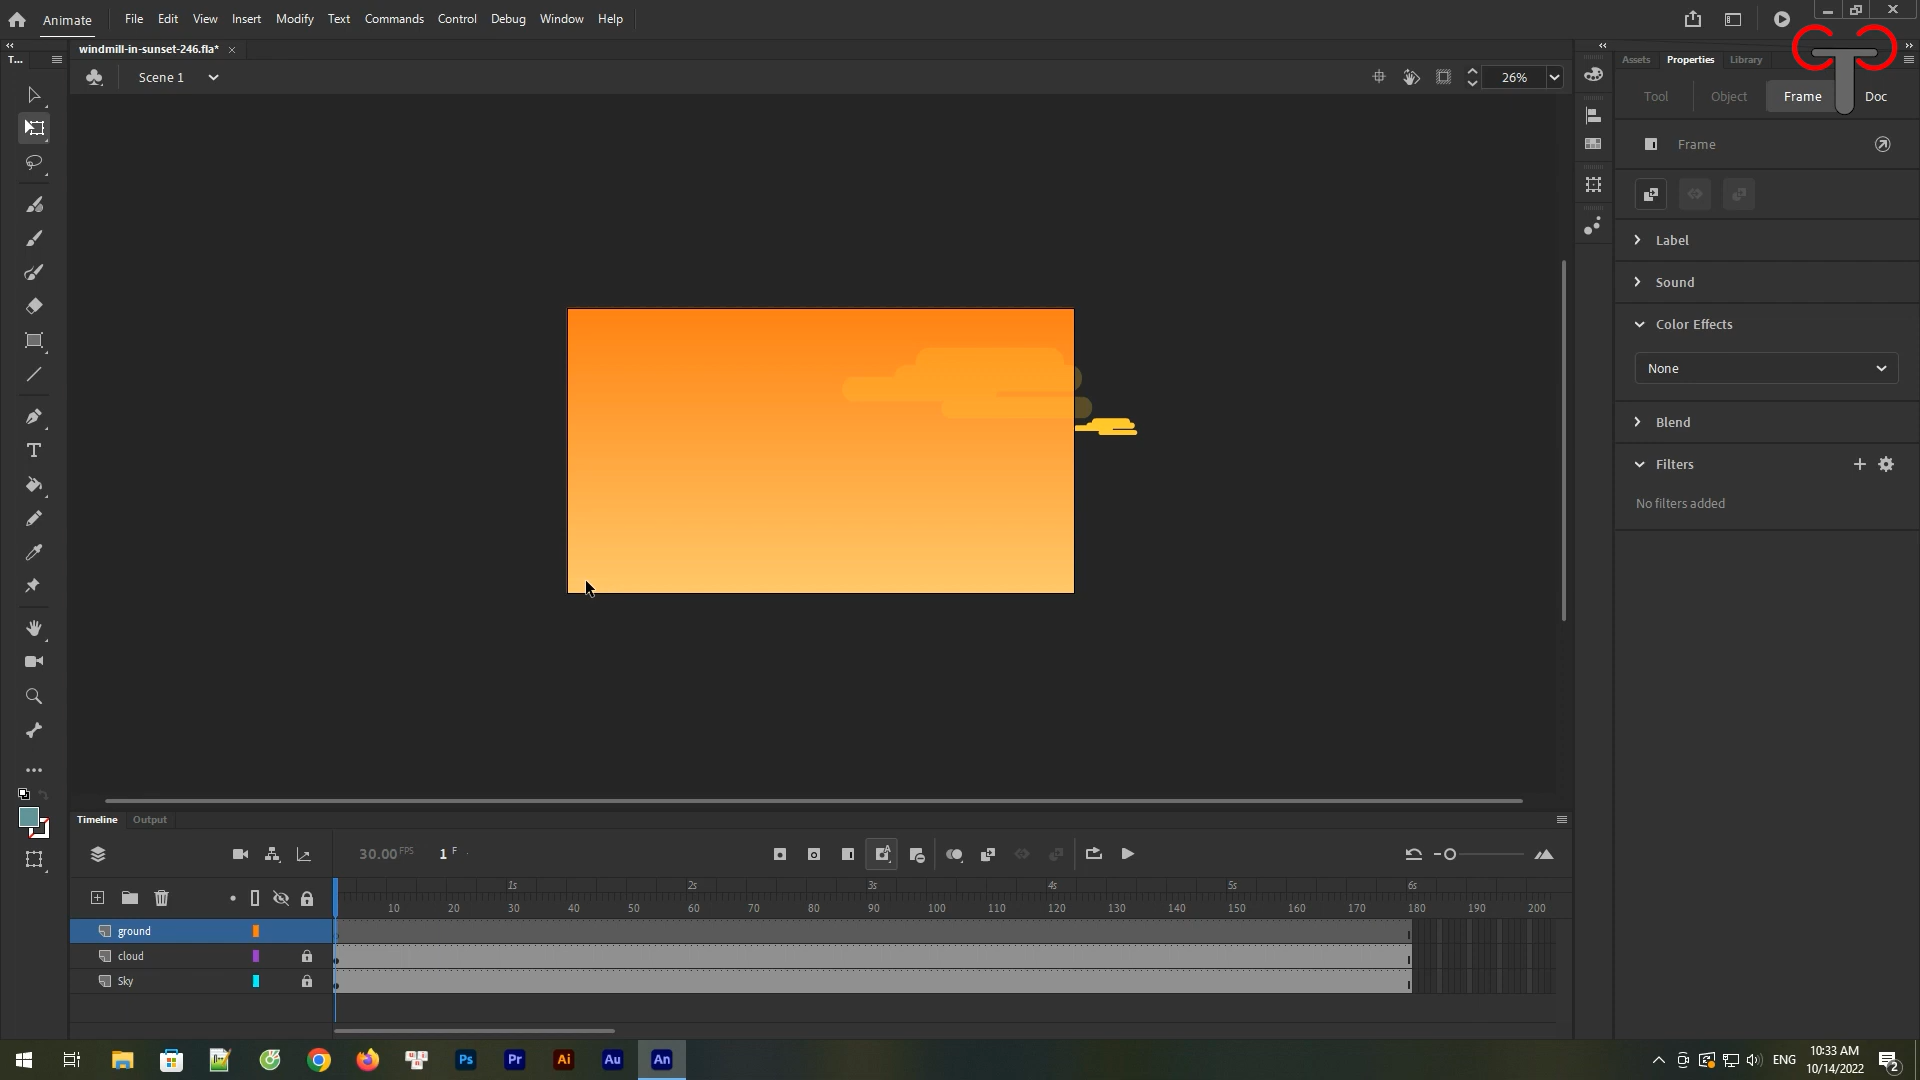 Animate File Edit View Insert Modify Text Commands Control Debug Window Help
T... windmill-in-sunset-246.fla* Assets Properties Library
Scene 1 26%
Tool Object Frame Doc
Frame
Label
Sound
Color Effects
None
Blend
Filters
No filters added
Timeline Output
30.00 FPS 1 F
1s 2s 3s 4s 5s 6s
10 20 30 40 50 60 70 80 90 100 110 120 130 140 150 160 170 180 190 200
ground
cloud
Sky
Ps Pr Ai Au An
ENG 10:33 AM
10/14/2022 2